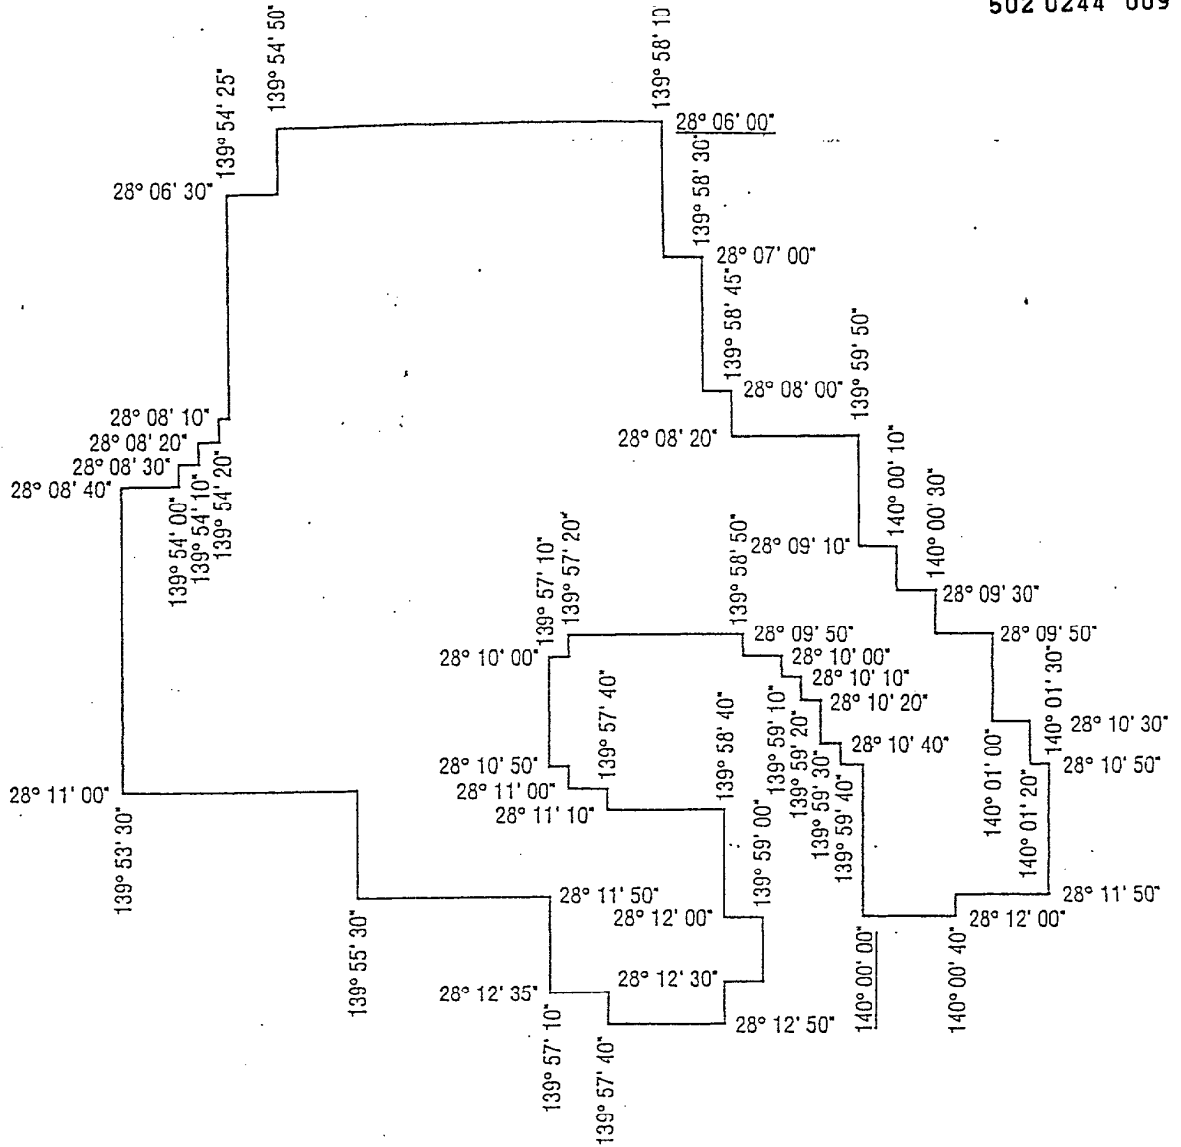 502 0244 009
139° 54' 50"
139° 58' 10"
139° 54' 25"
28° 06' 00"
139° 58' 30"
28° 06' 30"
28° 07' 00"
139° 58' 45"
139° 59' 50"
28° 08' 00"
28° 08' 10"
28° 08' 20"
28° 08' 20"
28° 08' 30"
28° 08' 40"
139° 54' 00"
139° 54' 10"
139° 54' 20"
140° 00' 10"
140° 00' 30"
139° 57' 10"
139° 57' 20"
139° 58' 50"
28° 09' 10"
28° 09' 30"
28° 09' 50"
28° 09' 50"
28° 10' 00"
28° 10' 00"
28° 10' 10"
28° 10' 20"
140° 01' 30"
139° 57' 40"
139° 58' 40"
139° 59' 10"
139° 59' 20"
139° 59' 30"
139° 59' 40"
28° 10' 30"
28° 10' 40"
28° 10' 50"
28° 10' 50"
140° 01' 00"
140° 01' 20"
28° 11' 00"
28° 11' 00"
28° 11' 10"
139° 59' 00"
139° 53' 30"
28° 11' 50"
28° 11' 50"
28° 12' 00"
28° 12' 00"
139° 55' 30"
28° 12' 30"
28° 12' 35"
140° 00' 00"
140° 00' 40"
28° 12' 50"
139° 57' 10"
139° 57' 40"